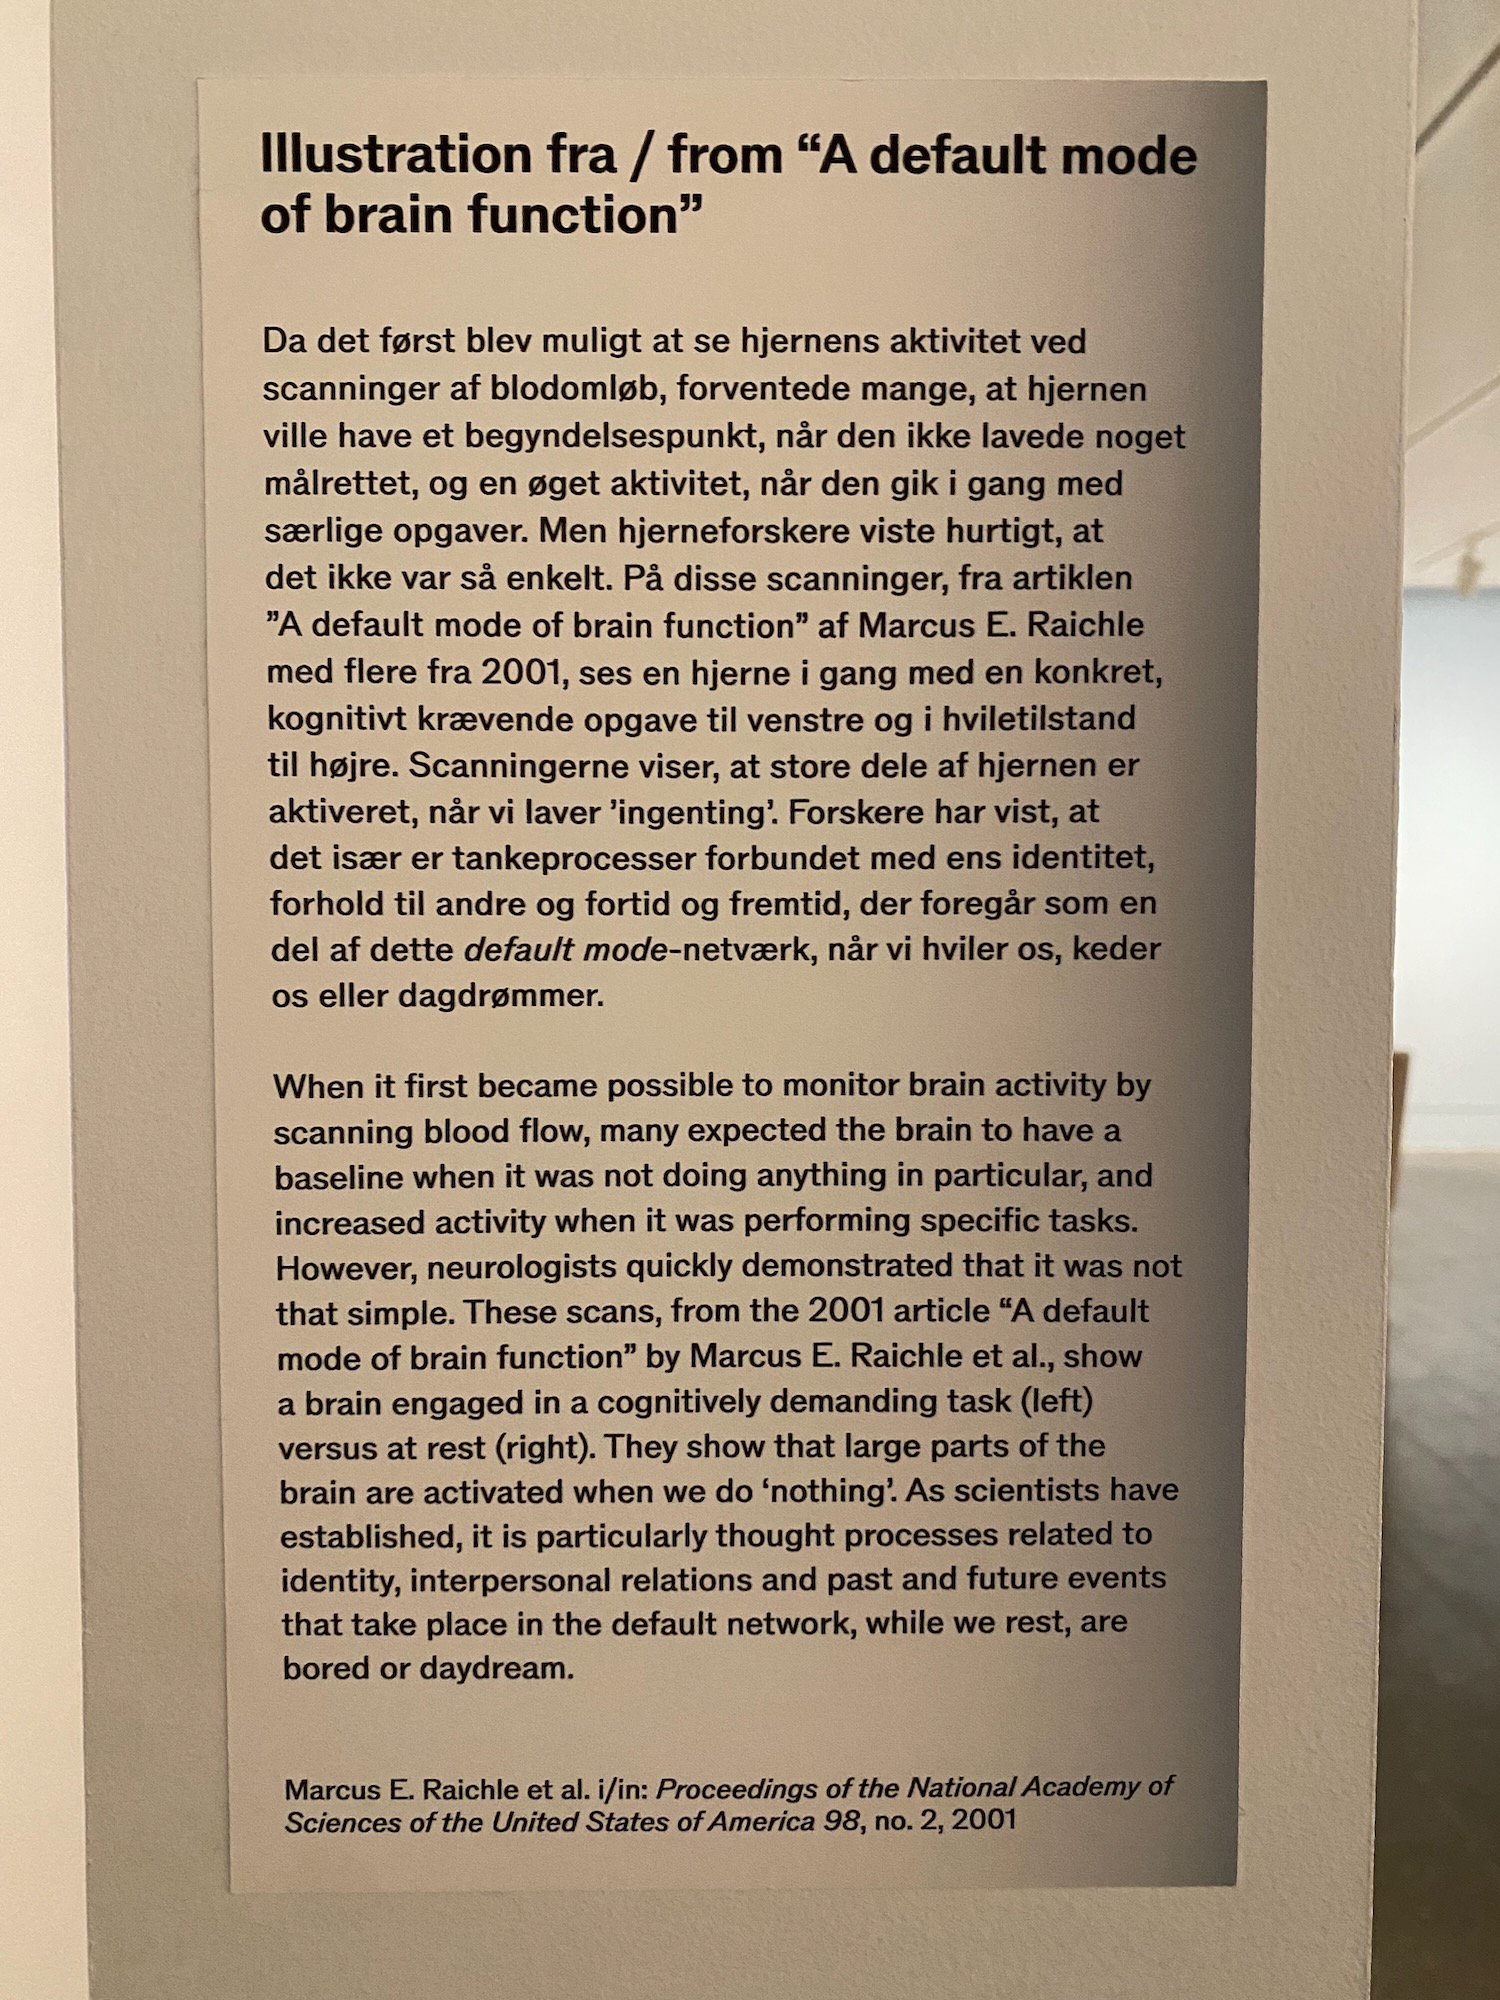 Illustration fra / from “A default mode
of brain function”
Da det først blev muligt at se hjernens aktivitet ved
scanninger af blodomløb, forventede mange, at hjernen
ville have et begyndelsespunkt, når den ikke lavede noget
målrettet, og en øget aktivitet, når den gik i gang med
særlige opgaver. Men hjerneforskere viste hurtigt, at
det ikke var så enkelt. På disse scanninger, fra artiklen
”A default mode of brain function” af Marcus E. Raichle
med flere fra 2001, ses en hjerne i gang med en konkret,
kognitivt krævende opgave til venstre og i hviletilstand
til højre. Scanningerne viser, at store dele af hjernen er
aktiveret, når vi laver ’ingenting’. Forskere har vist, at
det især er tankeprocesser forbundet med ens identitet,
forhold til andre og fortid og fremtid, der foregår som en
del af dette default mode-netværk, når vi hviler os, keder
os eller dagdrømmer.
When it first became possible to monitor brain activity by
scanning blood flow, many expected the brain to have a
baseline when it was not doing anything in particular, and
increased activity when it was performing specific tasks.
However, neurologists quickly demonstrated that it was not
that simple. These scans, from the 2001 article “A default
mode of brain function” by Marcus E. Raichle et al., show
a brain engaged in a cognitively demanding task (left)
versus at rest (right). They show that large parts of the
brain are activated when we do ‘nothing’. As scientists have
established, it is particularly thought processes related to
identity, interpersonal relations and past and future events
that take place in the default network, while we rest, are
bored or daydream.
Marcus E. Raichle et al. i/in: Proceedings of the National Academy of
Sciences of the United States of America 98, no. 2, 2001